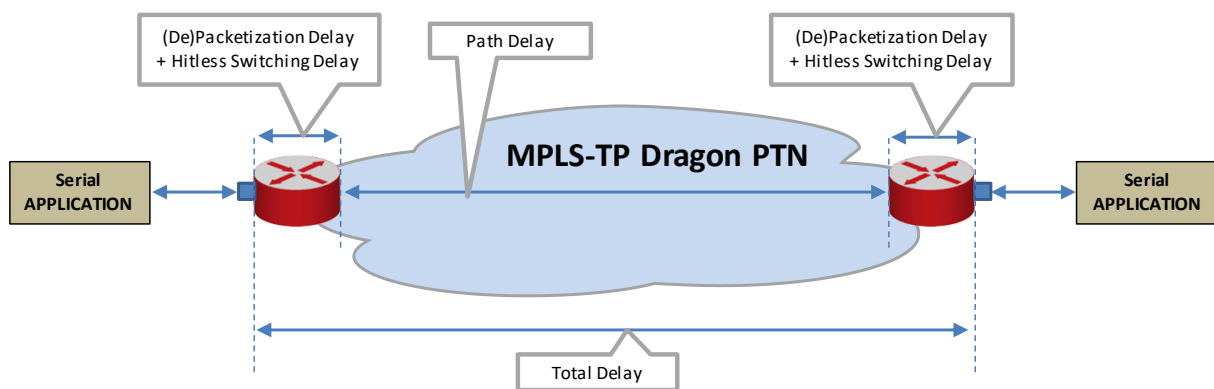 (De)Packetization Delay
+ Hitless Switching Delay
Path Delay
(De)Packetization Delay
+ Hitless Switching Delay
MPLS-TP Dragon PTN
Serial
APPLICATION
Serial
APPLICATION
Total Delay